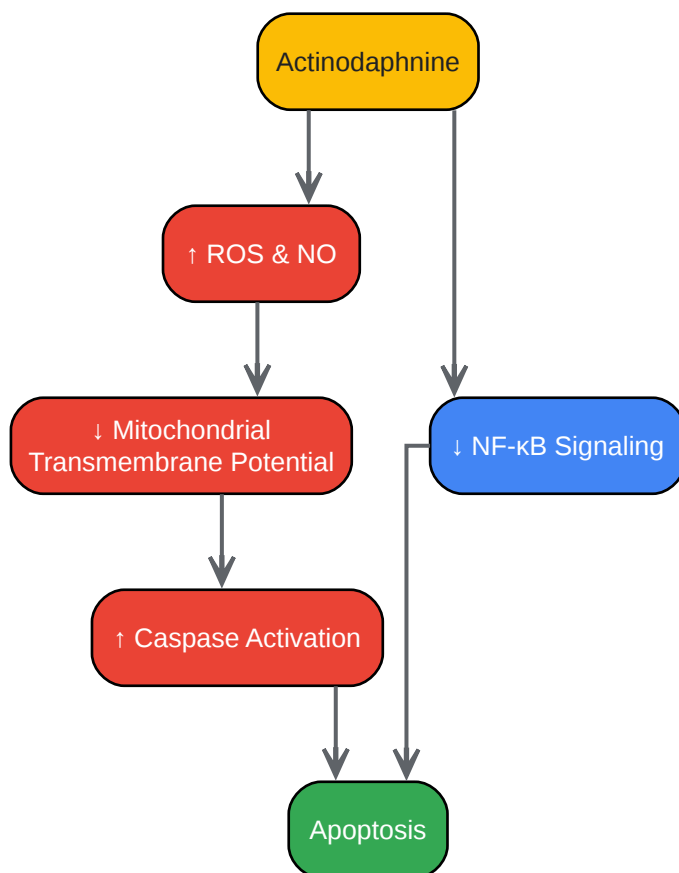 Actinodaphnine
↑ ROS & NO
↓ Mitochondrial
Transmembrane Potential
↓ NF-κB Signaling
↑ Caspase Activation
Apoptosis